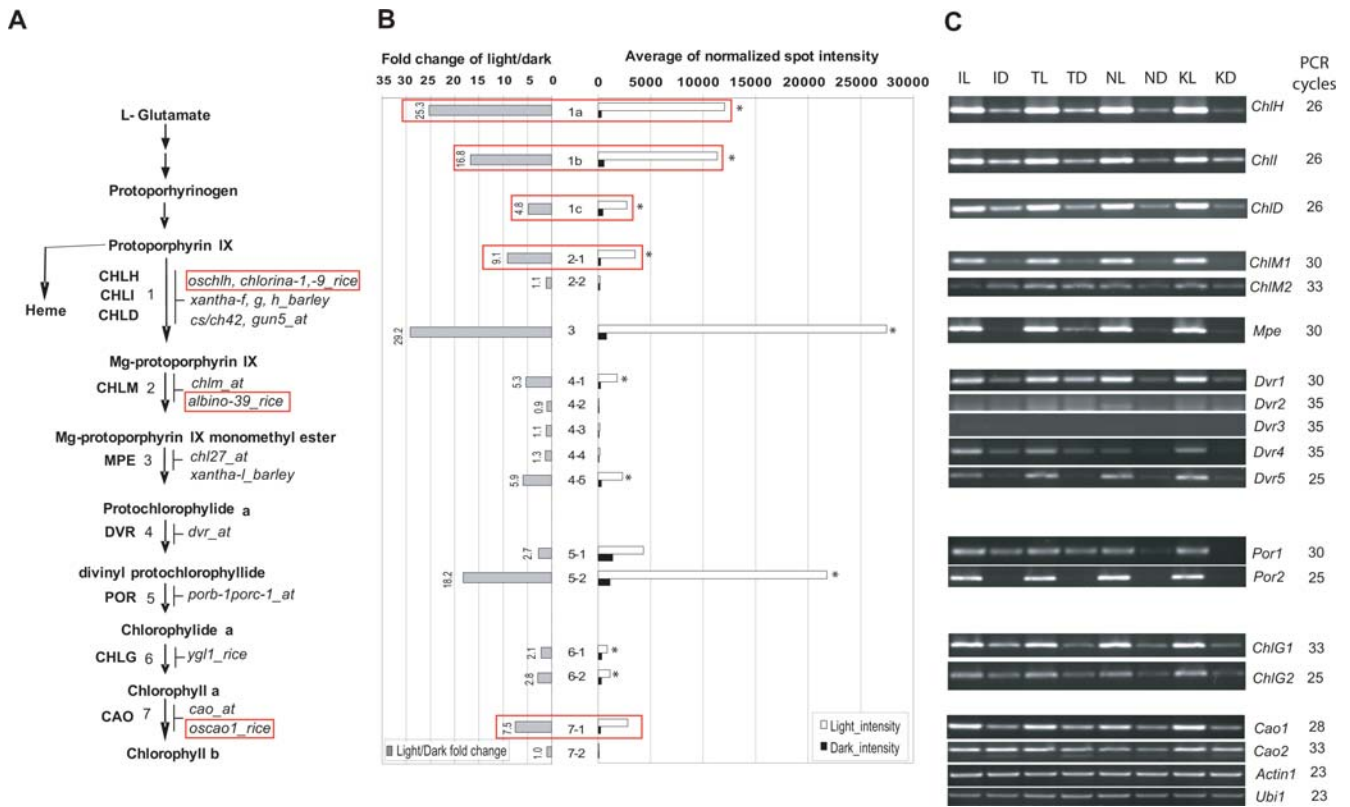 A
L- Glutamate
Protoporhyrinogen
Protoporphyrin IX
Heme
CHLH
CHLI
CHLD
1
oschlh, chlorina-1,-9_rice
xantha-f, g, h_barley
cs/ch42, gun5_at
Mg-protoporphyrin IX
CHLM 2
chlm_at
albino-39_rice
Mg-protoporphyrin IX monomethyl ester
MPE 3
chl27_at
xantha-l_barley
Protochlorophylide a
DVR 4
dvr_at
divinyl protochlorophyllide
POR 5
porb-1porc-1_at
Chlorophylide a
CHLG 6
ygl1_rice
Chlorophyll a
CAO 7
cao_at
oscao1_rice
Chlorophyll b
B
Fold change of light/dark
Average of normalized spot intensity
35 30 25 20 15 10 5 0
0 5000 10000 15000 20000 25000 30000
25.3 1a *
16.8 1b *
4.8 1c *
9.1 2-1 *
1.1 2-2
29.2 3 *
5.3 4-1 *
0.9 4-2
1.1 4-3
1.3 4-4
5.9 4-5 *
2.7 5-1
18.2 5-2 *
2.1 6-1 *
2.8 6-2 *
7.5 7-1
1.0 7-2
Light/Dark fold change
Light_intensity
Dark_intensity
C
IL ID TL TD NL ND KL KD
PCR
cycles
ChlH 26
ChlI 26
ChlD 26
ChlM1 30
ChlM2 33
Mpe 30
Dvr1 30
Dvr2 35
Dvr3 35
Dvr4 35
Dvr5 25
Por1 30
Por2 25
ChlG1 33
ChlG2 25
Cao1 28
Cao2 33
Actin1 23
Ubi1 23